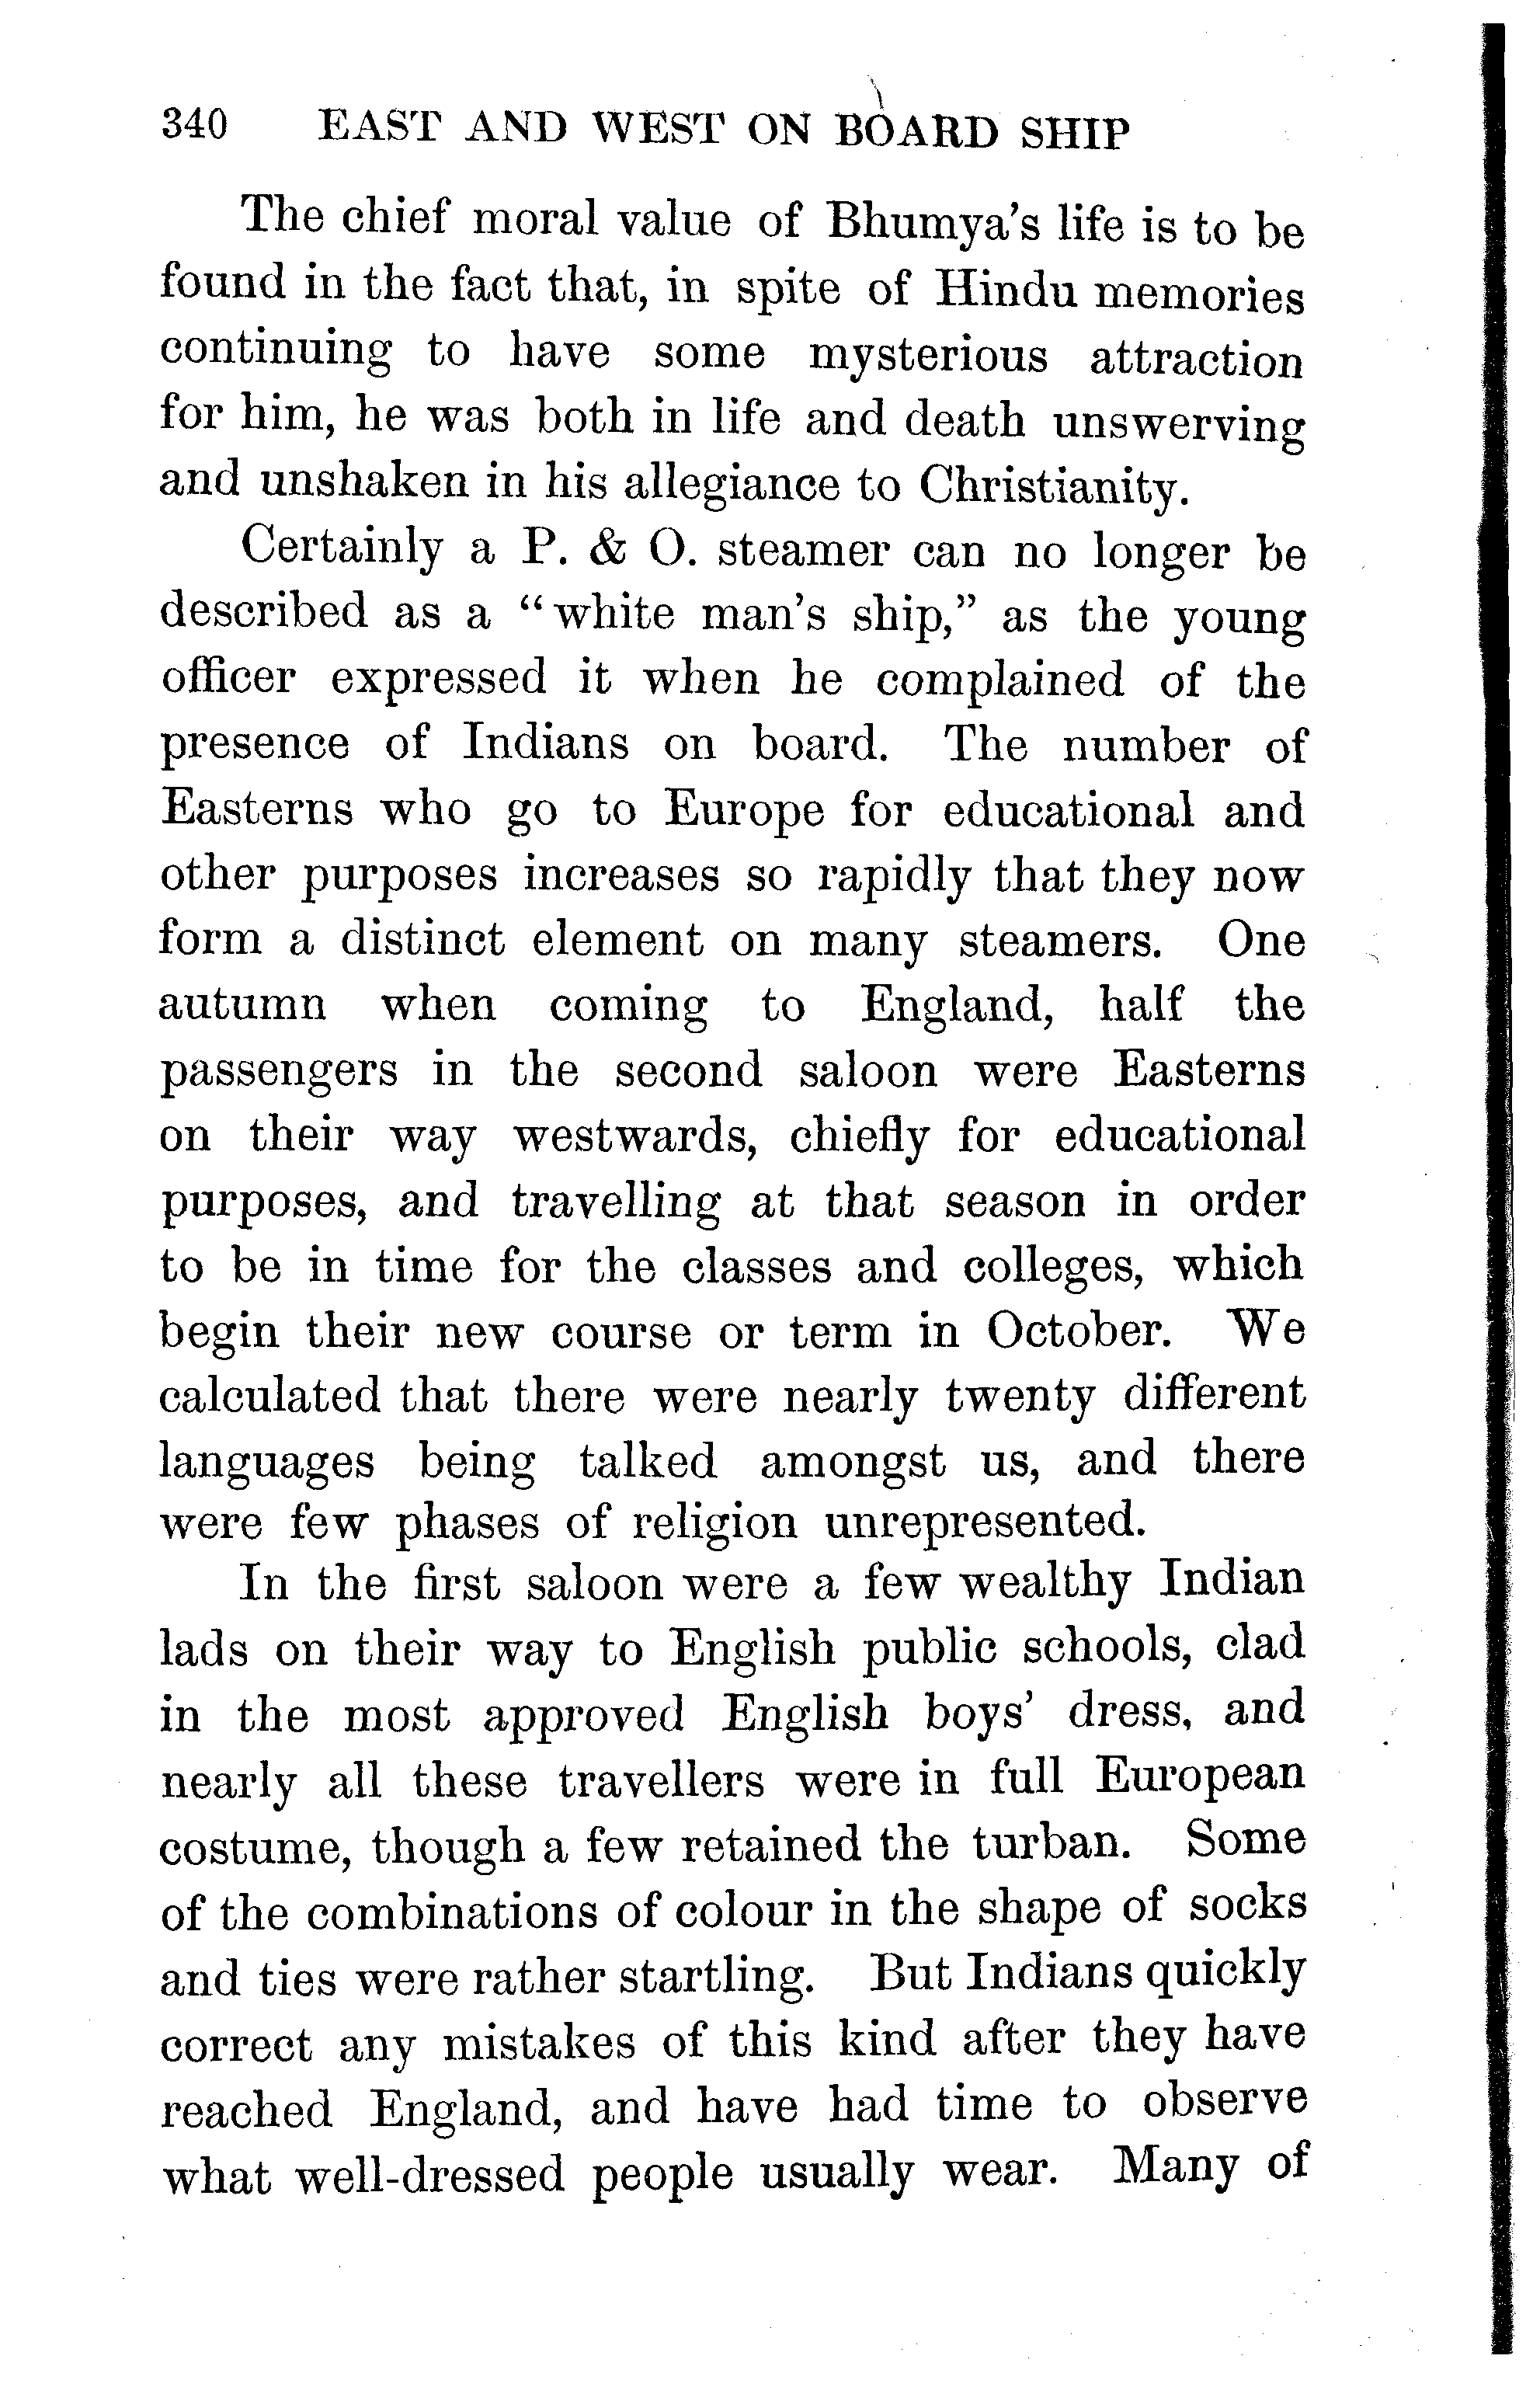 340 EAST AND WEST ON BOARD SHIP
The chief moral value of Bhumya's life is to be
found in the fact that, in spite of Hindu memories
continuing to have some mysterious attraction
for him, he was both in life and death unswerving
and unshaken in his allegiance to Christianity.
Certainly a P. & O. steamer can no longer be
described as a "white man's ship," as the young
officer expressed it when he complained of the
presence of Indians on board. The number of
Easterns who go to Europe for educational and
other purposes increases so rapidly that they now
form a distinct element on many steamers. One
autumn when coming to England, half the
passengers in the second saloon were Easterns
on their way westwards, chiefly for educational
purposes, and travelling at that season in order
to be in time for the classes and colleges, which
begin their new course or term in October. We
calculated that there were nearly twenty different
languages being talked amongst us, and there
were few phases of religion unrepresented.
In the first saloon were a few wealthy Indian
lads on their way to English public schools, clad
in the most approved English boys' dress, and
nearly all these travellers were in full European
costume, though a few retained the turban. Some
of the combinations of colour in the shape of socks
and ties were rather startling. But Indians quickly
correct any mistakes of this kind after they have
reached England, and have had time to observe
what well-dressed people usually wear. Many of